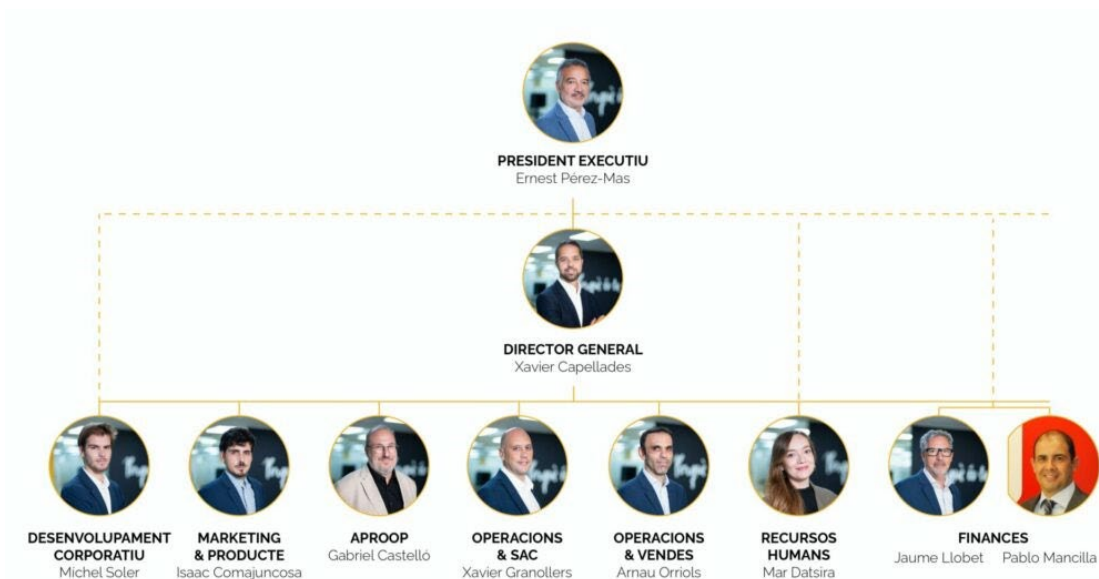 PRESIDENT EXECUTIU
Ernest Pérez-Mas
DIRECTOR GENERAL
Xavier Capellades
DESENVOLUPAMENT
CORPORATIU
Michel Soler
MARKETING
& PRODUCTE
Isaac Comajuncosa
APROOP
Gabriel Castelló
OPERACIONS
& SAC
Xavier Granollers
OPERACIONS
& VENDES
Arnau Orriols
RECURSOS
HUMANS
Mar Datsira
FINANCES
Jaume Llobet
Pablo Mancilla